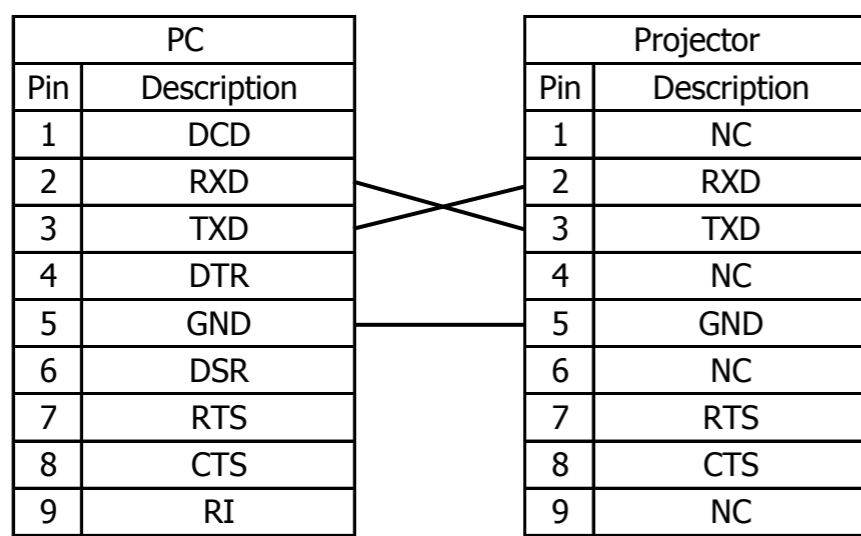 PC Projector
Pin Description Pin Description
1 DCD 1 NC
2 RXD 2 RXD
3 TXD 3 TXD
4 DTR 4 NC
5 GND 5 GND
6 DSR 6 NC
7 RTS 7 RTS
8 CTS 8 CTS
9 RI 9 NC